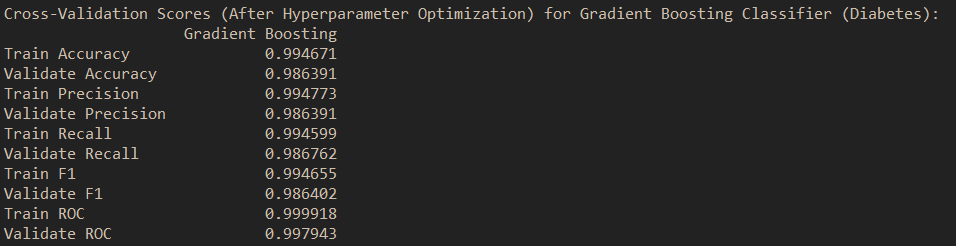 Cross-Validation Scores (After Hyperparameter Optimization) for Gradient Boosting Classifier (Diabetes):
Gradient Boosting
Train Accuracy 0.994671
Validate Accuracy 0.986391
Train Precision 0.994773
Validate Precision 0.986391
Train Recall 0.994599
Validate Recall 0.986762
Train F1 0.994655
Validate F1 0.986402
Train ROC 0.999918
Validate ROC 0.997943